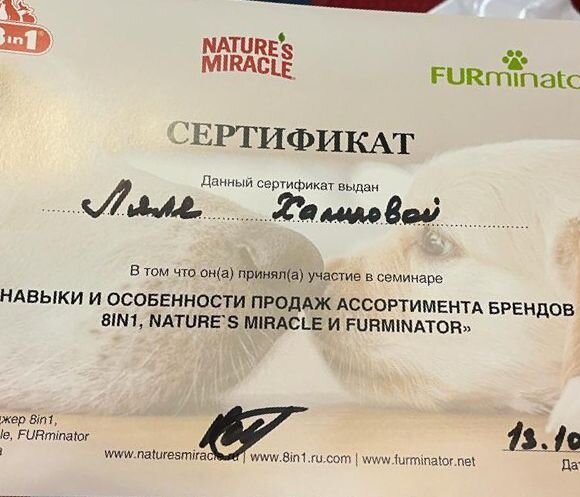 8in1
NATURE'S
MIRACLE
FURminato
СЕРТИФИКАТ
Данный сертификат выдан
Ляле Халиловой
В том что он(а) принял(а) участие в семинаре
НАВЫКИ И ОСОБЕННОСТИ ПРОДАЖ АССОРТИМЕНТА БРЕНДОВ
8IN1, NATURE`S MIRACLE И FURMINATOR»
жер 8in1,
le, FURminator
www.naturesmiracle.ru | www.8in1.ru.com | www.furminator.net
13.10
Да